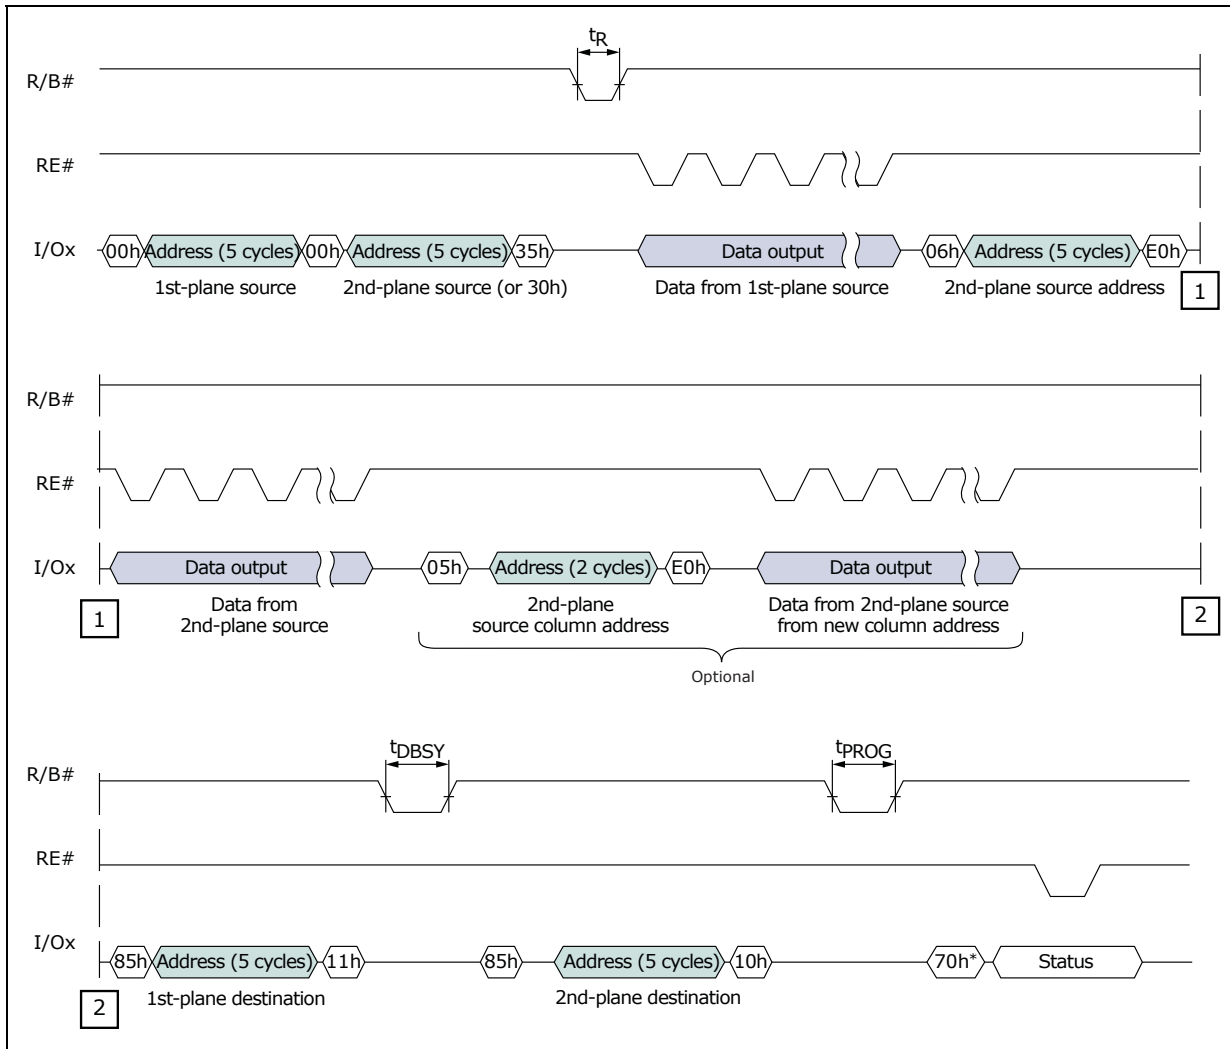 tR
R/B#
RE#
I/Ox 00h Address (5 cycles) 00h Address (5 cycles) 35h Data output 06h Address (5 cycles) E0h
1st-plane source 2nd-plane source (or 30h) Data from 1st-plane source 2nd-plane source address 1
R/B#
RE#
I/Ox Data output 05h Address (2 cycles) E0h Data output
1 Data from 2nd-plane Data from 2nd-plane source 2
2nd-plane source source column address from new column address
Optional
tDBSY tPROG
R/B#
RE#
I/Ox 85h Address (5 cycles) 11h 85h Address (5 cycles) 10h 70h* Status
2 1st-plane destination 2nd-plane destination